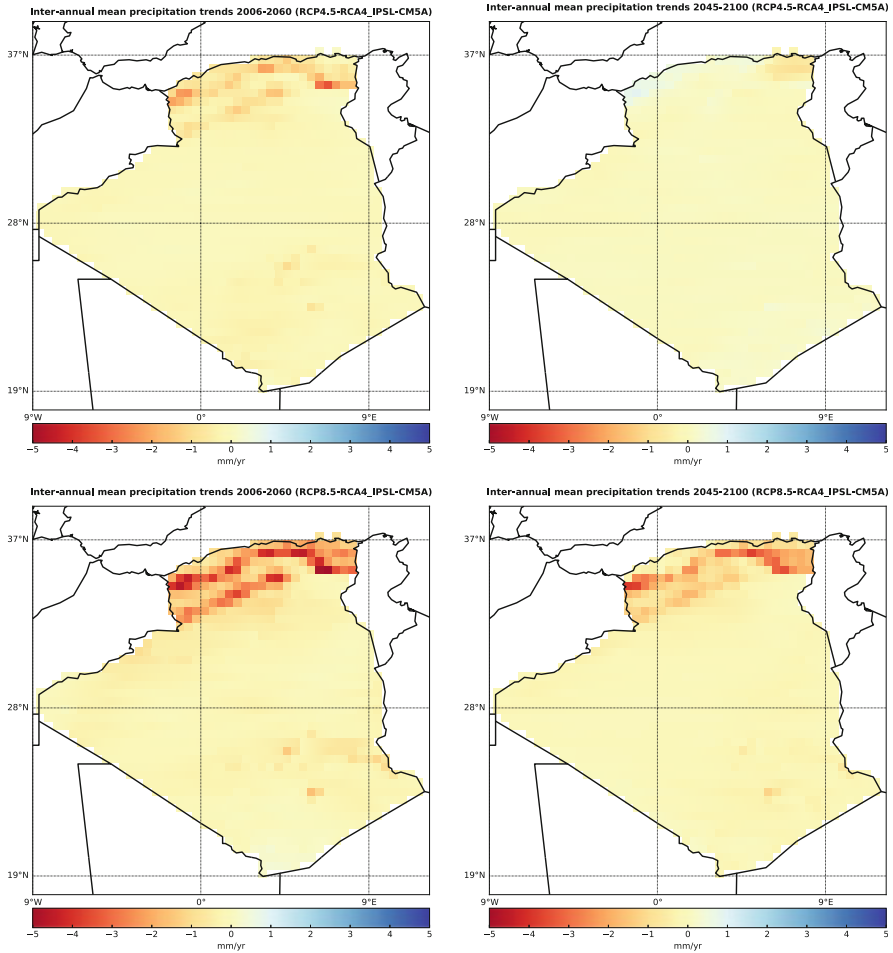 Inter-annual mean precipitation trends 2006-2060 (RCP4.5-RCA4_IPSL-CM5A)
37°N
28°N
19°N
9°W 0° 9°E
−5 −4 −3 −2 −1 0 1 2 3 4 5
mm/yr
Inter-annual mean precipitation trends 2045-2100 (RCP4.5-RCA4_IPSL-CM5A)
37°N
28°N
19°N
9°W 0° 9°E
−5 −4 −3 −2 −1 0 1 2 3 4 5
mm/yr
Inter-annual mean precipitation trends 2006-2060 (RCP8.5-RCA4_IPSL-CM5A)
37°N
28°N
19°N
9°W 0° 9°E
−5 −4 −3 −2 −1 0 1 2 3 4 5
mm/yr
Inter-annual mean precipitation trends 2045-2100 (RCP8.5-RCA4_IPSL-CM5A)
37°N
28°N
19°N
9°W 0° 9°E
−5 −4 −3 −2 −1 0 1 2 3 4 5
mm/yr